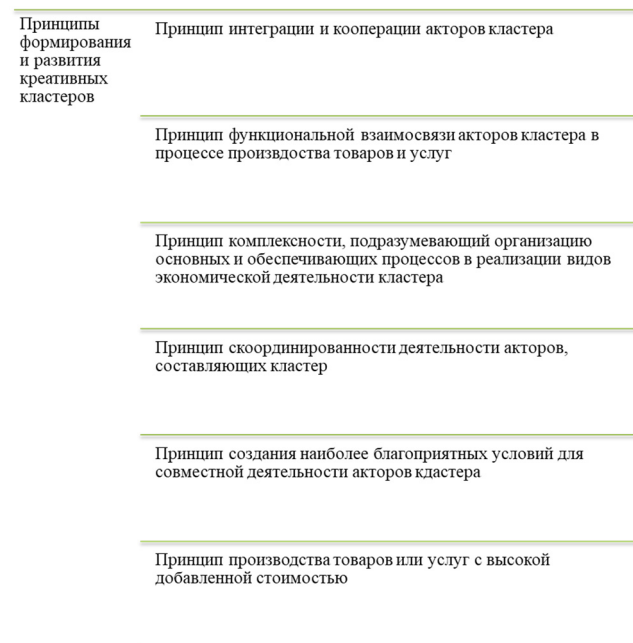 Принципы
формирования
и развития
креативных
кластеров
Принцип интеграции и кооперации акторов кластера
Принцип функциональной взаимосвязи акторов кластера в
процессе произвдоства товаров и услуг
Принцип комплексности, подразумевающий организацию
основных и обеспечивающих процессов в реализации видов
экономической деятельности кластера
Принцип скоординированности деятельности акторов,
составляющих кластер
Принцип создания наиболее благоприятных условий для
совместной деятельности акторов кдастера
Принцип производства товаров или услуг с высокой
добавленной стоимостью